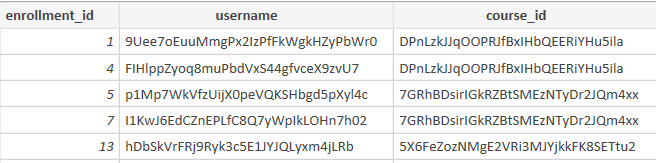 enrollment_id username course_id
1 9Uee7oEuuMmgPx2IzPfFkWgkHZyPbWr0 DPnLzkJJqOOPRJfBxIHbQEERiYHu5ila
4 FIHlppZyoq8muPbdVxS44gfvceX9zvU7 DPnLzkJJqOOPRJfBxIHbQEERiYHu5ila
5 p1Mp7WkVfzUijX0peVQKSHbgd5pXyl4c 7GRhBDsirIGkRZBtSMEzNTyDr2JQm4xx
7 I1KwJ6EdCZnEPLfC8Q7yWpIkLOHn7h02 7GRhBDsirIGkRZBtSMEzNTyDr2JQm4xx
13 hDbSkVrFRj9Ryk3c5E1JYJQLyxm4jLRb 5X6FeZozNMgE2VRi3MJYjkkFK8SETtu2